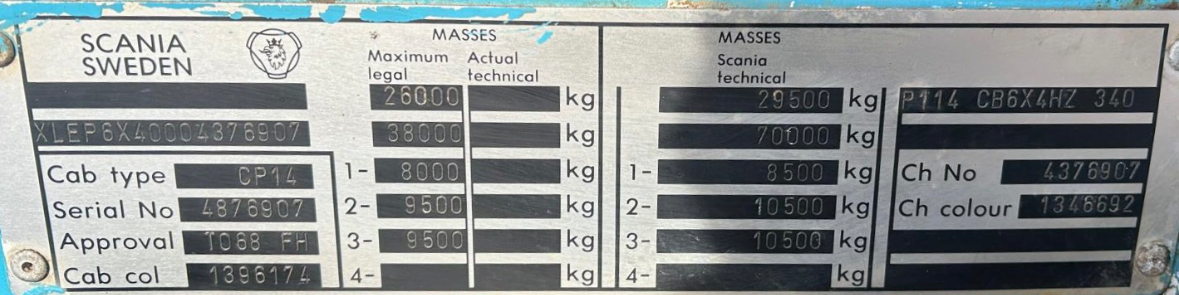 SCANIA
SWEDEN
XLEP6X40004376907
Cab type CP14
Serial No 4876907
Approval T088 FH
Cab col 1396174
MASSES
Maximum legal Actual technical
26000 kg
38000 kg
1- 8000 kg
2- 9500 kg
3- 9500 kg
4- kg
MASSES
Scania
technical
29500 kg
70000 kg
1- 8500 kg
2- 10500 kg
3- 10500 kg
4- kg
P114 CB6X4HZ 340
Ch No 4376907
Ch colour 1346692